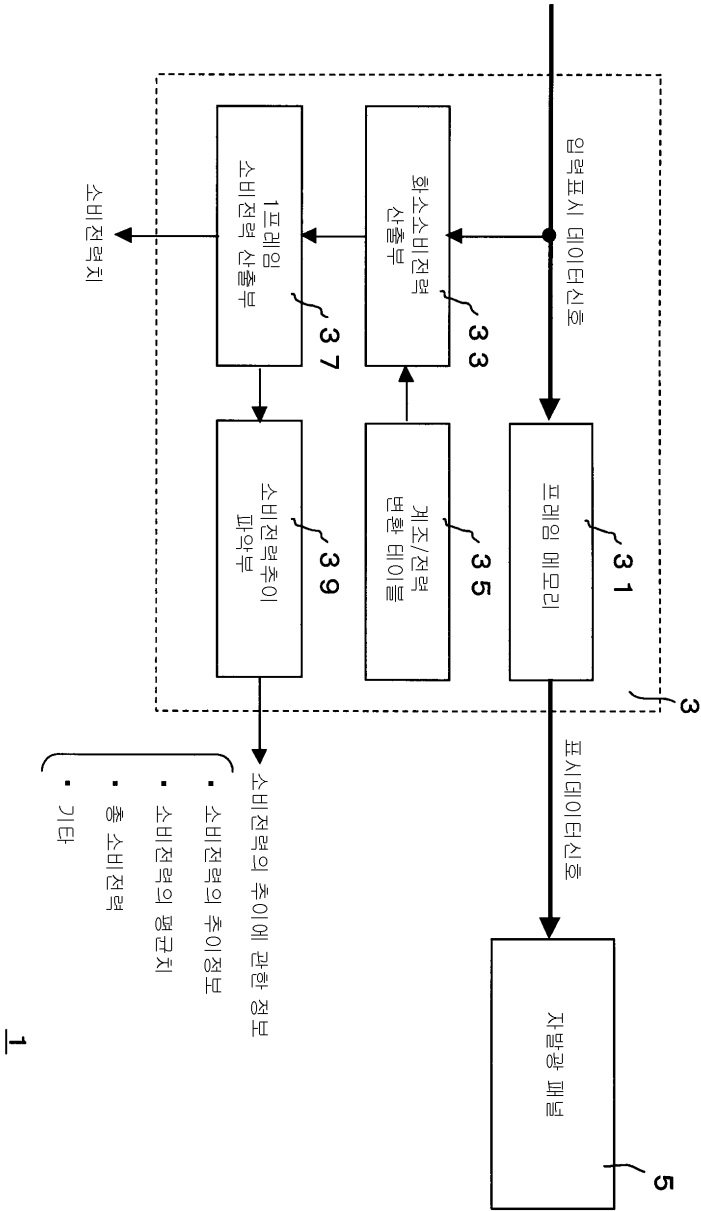 3
입력표시 데이터신호
프레임 메모리
31
표시데이터신호
자발광 패널
5
화소소비전력
산출부
33
계조/전력
변환 테이블
35
1프레임
소비전력 산출부
37
소비전력추이
파악부
39
소비전력치
소비전력의 추이에 관한 정보
▪ 소비전력의 추이정보
▪ 소비전력의 평균치
▪ 총 소비전력
▪ 기타
1